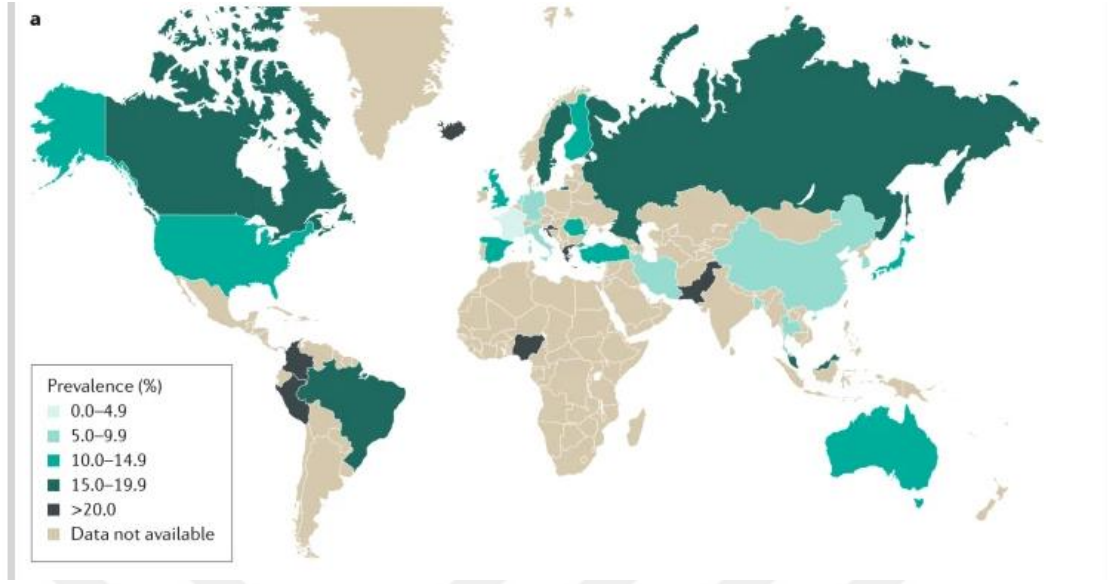 a
Prevalence (%)
0.0–4.9
5.0–9.9
10.0–14.9
15.0–19.9
>20.0
Data not available